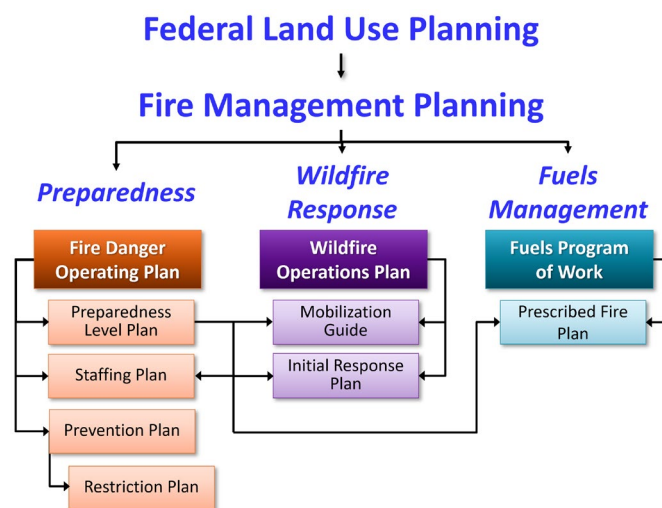 Federal Land Use Planning
Fire Management Planning
Preparedness
Wildfire
Response
Fuels
Management
Fire Danger
Operating Plan
Wildfire
Operations Plan
Fuels Program
of Work
Preparedness
Level Plan
Mobilization
Guide
Prescribed Fire
Plan
Staffing Plan
Initial Response
Plan
Prevention Plan
Restriction Plan